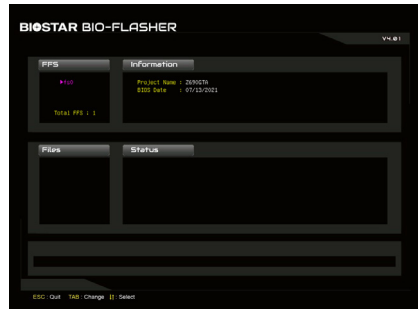 BIOSTAR BIO-FLASHER
V4.01
FFS
Information
▶fs0
Project Name : Z690GTA
BIOS Date : 07/13/2021
Total FFS : 1
Files
Status
ESC : Quit TAB : Change ↕ : Select